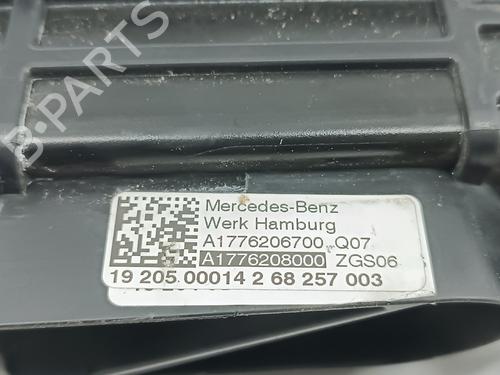 B-PARTS
Mercedes-Benz
Werk Hamburg
A1776206700 Q07
A1776208000 ZGS06
19 205 00014 2 68 257 003